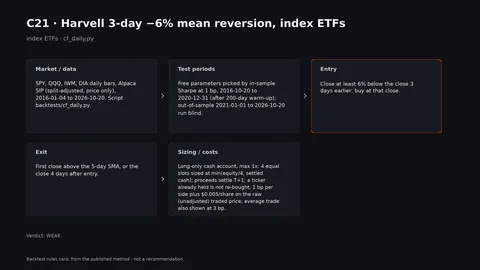 C21 · Harvell 3-day −6% mean reversion, index ETFs
index ETFs · cf_daily.py
Market / data
SPY, QQQ, IWM, DIA daily bars, Alpaca
SIP (split-adjusted, price only),
2016-01-04 to 2026-10-20. Script
backtests/cf_daily.py
Test periods
Free parameters picked by in-sample
Sharpe at 1 bp, 2016-10-20 to
2020-12-31 (after 200-day warm-up);
out-of-sample 2021-01-01 to 2026-10-20
run blind.
Entry
Close at least 6% below the close 3
days earlier: buy at that close.
Exit
First close above the 5-day SMA, or the
close 4 days after entry.
Sizing / costs
Long-only cash account, max 1x: 4 equal
slots sized at min(equity/4, settled
cash); proceeds settle T+1; a ticker
already held is not re-bought. 1 bp per
side plus $0.005/share on the raw
(unadjusted) traded price; average trade
also shown at 3 bp.
Verdict: WEAK
Backtest rules card, from the published method · not a recommendation